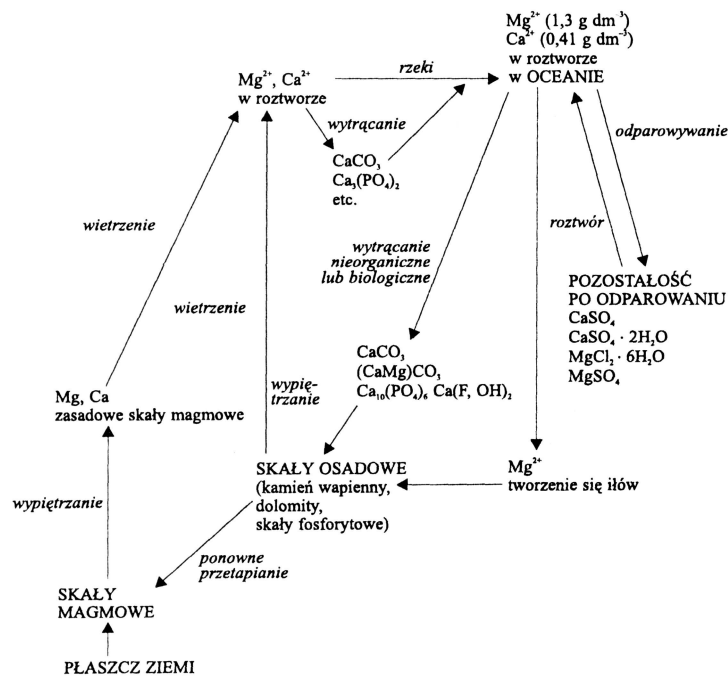 Mg²⁺ (1,3 g dm⁻³)
Ca²⁺ (0,41 g dm⁻³)
w roztworze
w OCEANIE
rzeki
Mg²⁺, Ca²⁺
w roztworze
wytrącanie
odparowywanie
CaCO₃
Ca₃(PO₄)₂
etc.
wietrzenie
roztwór
wytrącanie
nieorganiczne
lub biologiczne
POZOSTAŁOŚĆ
PO ODPAROWANIU
CaSO₄
CaSO₄ · 2H₂O
MgCl₂ · 6H₂O
MgSO₄
wietrzenie
CaCO₃
(CaMg)CO₃
Ca₁₀(PO₄)₆ Ca(F, OH)₂
wypię-
trzanie
Mg, Ca
zasadowe skały magmowe
SKAŁY OSADOWE
(kamień wapienny,
dolomity,
skały fosforytowe)
Mg²⁺
tworzenie się iłów
wypiętrzanie
ponowne
przetapianie
SKAŁY
MAGMOWE
PŁASZCZ ZIEMI